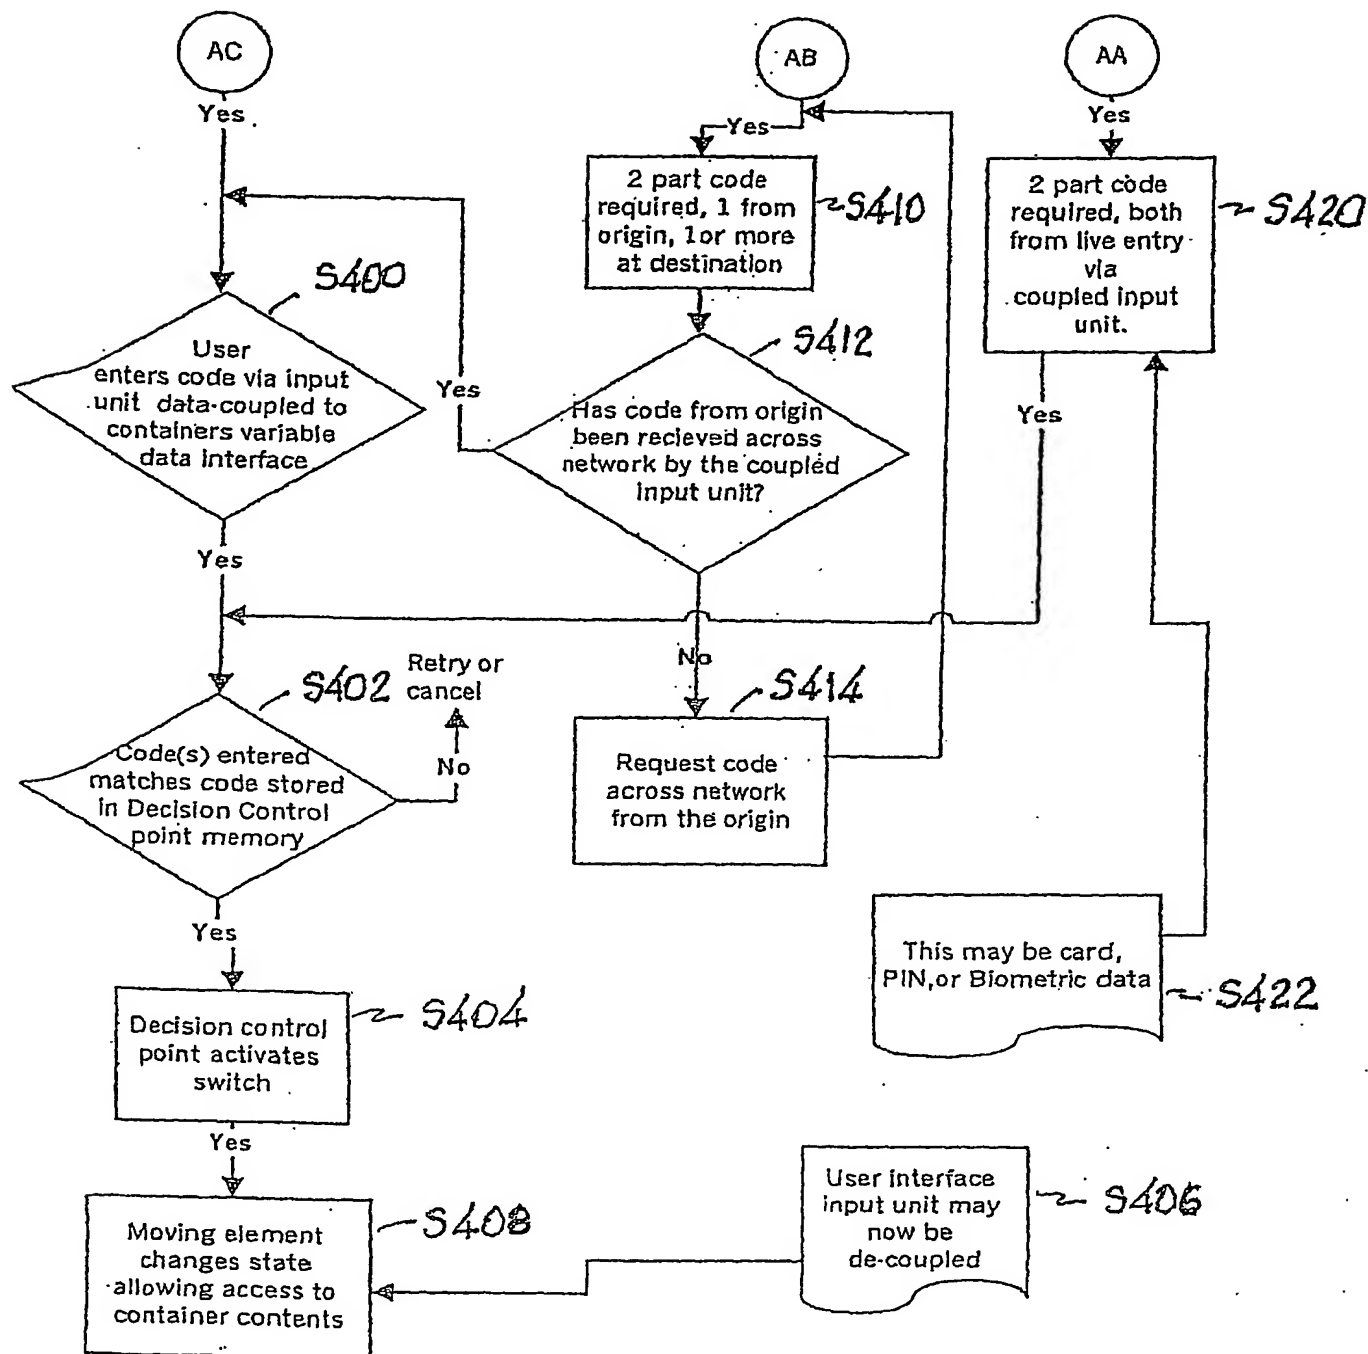 AC
AB
AA
Yes
Yes
Yes
2 part code
required, 1 from
origin, 1or more
at destination
S410
2 part code
required, both
from live entry
via
coupled input
unit.
S420
S400
User
enters code via input
unit data-coupled to
containers variable
data interface
Yes
S412
Has code from origin
been recieved across
network by the coupled
input unit?
Yes
Yes
No
Retry or
cancel
S402
No
Code(s) entered
matches code stored
in Decision Control
point memory
S414
Request code
across network
from the origin
Yes
This may be card,
PIN,or Biometric data
S422
Decision control
point activates
switch
S404
Yes
User interface
input unit may
now be
de-coupled
S406
Moving element
changes state
allowing access to
container contents
S408